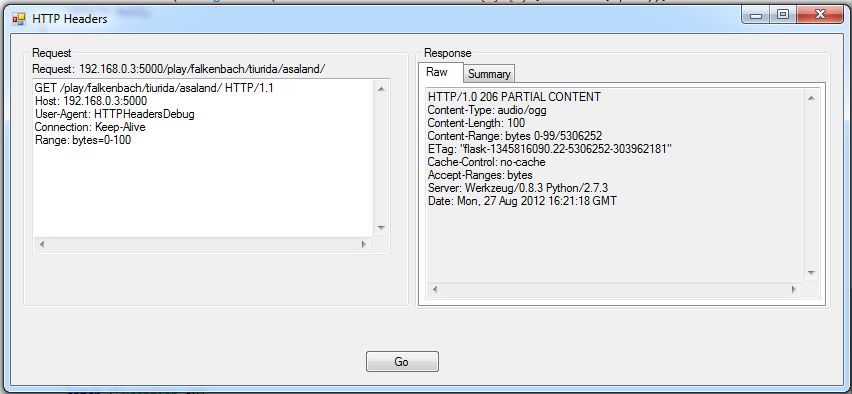 HTTP Headers
Request
Request: 192.168.0.3:5000/play/falkenbach/tiurida/asaland/
GET /play/falkenbach/tiurida/asaland/ HTTP/1.1
Host: 192.168.0.3:5000
User-Agent: HTTPHeadersDebug
Connection: Keep-Alive
Range: bytes=0-100
Response
Raw
Summary
HTTP/1.0 206 PARTIAL CONTENT
Content-Type: audio/ogg
Content-Length: 100
Content-Range: bytes 0-99/5306252
ETag: "flask-1345816090.22-5306252-303962181"
Cache-Control: no-cache
Accept-Ranges: bytes
Server: Werkzeug/0.8.3 Python/2.7.3
Date: Mon, 27 Aug 2012 16:21:18 GMT
Go